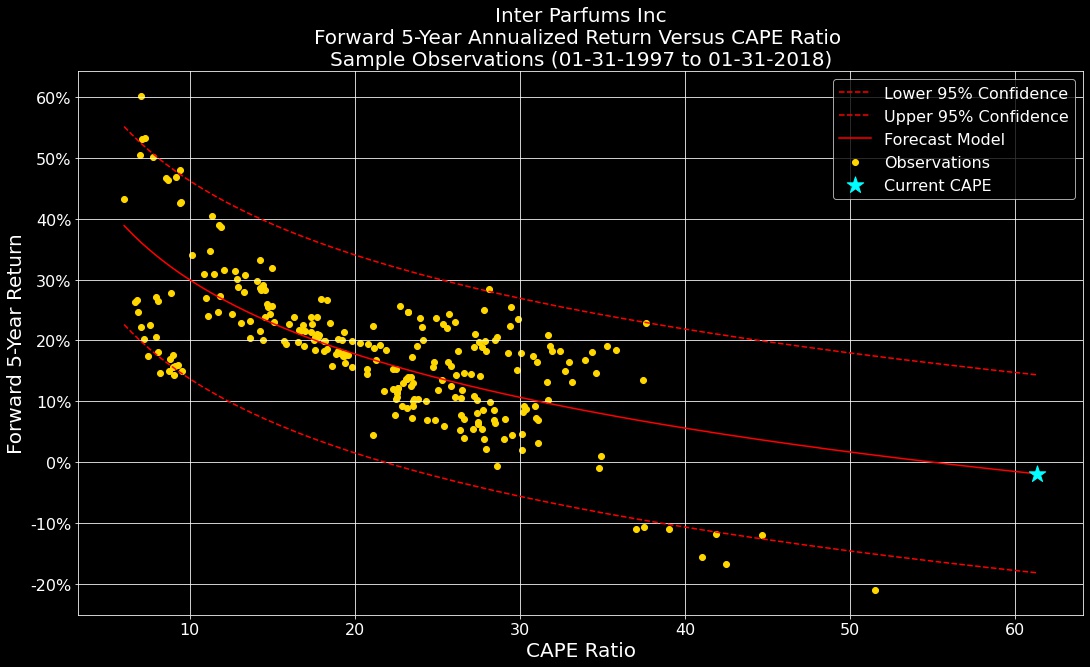 Inter Parfums Inc
Forward 5-Year Annualized Return Versus CAPE Ratio
Sample Observations (01-31-1997 to 01-31-2018)
Lower 95% Confidence
Upper 95% Confidence
Forecast Model
Observations
Current CAPE
Forward 5-Year Return
60%
50%
40%
30%
20%
10%
0%
-10%
-20%
10 20 30 40 50 60
CAPE Ratio